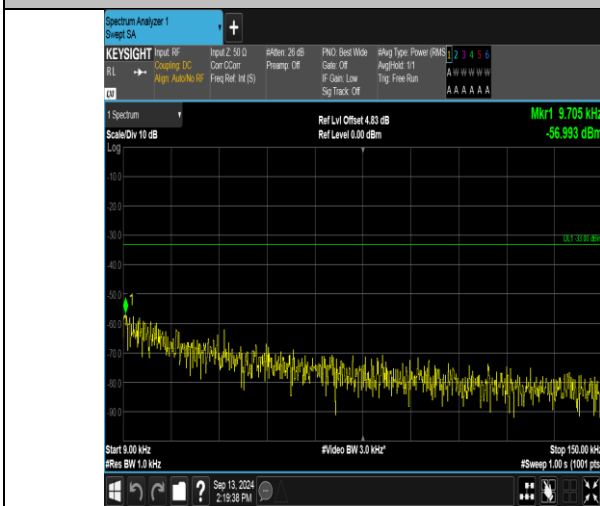 Spectrum Analyzer 1
Swept SA
+
KEYSIGHT
RL
Input: RF
Coupling: DC
Align: Auto/No RF
Input Z: 50 Ω
Corr CCorr
Freq Ref: Int (S)
#Atten: 26 dB
Preamp: Off
PNO: Best Wide
Gate: Off
IF Gain: Low
Sig Track: Off
#Avg Type: Power (RMS
Avg|Hold: 1/1
Trig: Free Run
1 2 3 4 5 6
A W W W W W
A A A A A A
LXI
1 Spectrum
Scale/Div 10 dB
Ref Lvl Offset 4.83 dB
Ref Level 0.00 dBm
Mkr1 9.705 kHz
-56.993 dBm
Log
-10.0
-20.0
-30.0
DL1 -33.00 dBm
-40.0
-50.0
1
-60.0
-70.0
-80.0
-90.0
Start 9.00 kHz
#Video BW 3.0 kHz*
Stop 150.00 kHz
#Res BW 1.0 kHz
#Sweep 1.00 s (1001 pts
?
Sep 13, 2024
2:19:38 PM